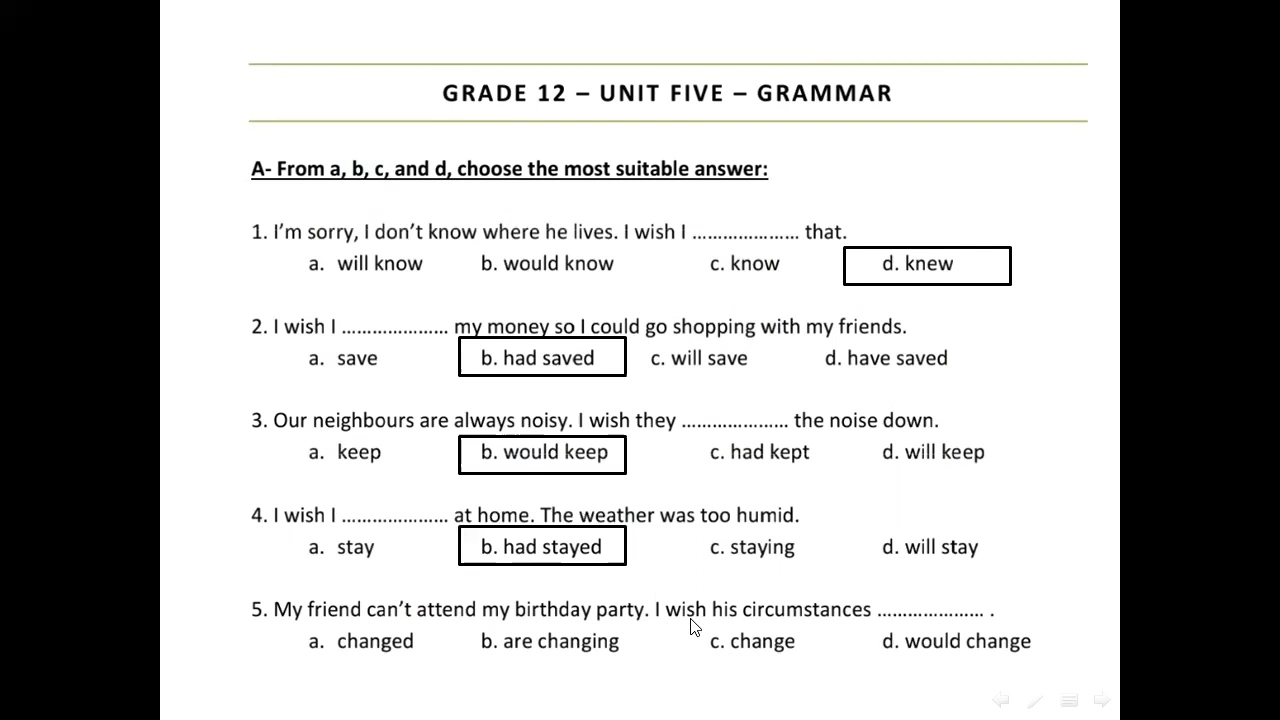 GRADE 12 – UNIT FIVE – GRAMMAR
A- From a, b, c, and d, choose the most suitable answer:
1. I’m sorry, I don’t know where he lives. I wish I ………………… that.
a. will know b. would know c. know d. knew
2. I wish I ………………… my money so I could go shopping with my friends.
a. save b. had saved c. will save d. have saved
3. Our neighbours are always noisy. I wish they ………………… the noise down.
a. keep b. would keep c. had kept d. will keep
4. I wish I ………………… at home. The weather was too humid.
a. stay b. had stayed c. staying d. will stay
5. My friend can’t attend my birthday party. I wish his circumstances ………………… .
a. changed b. are changing c. change d. would change